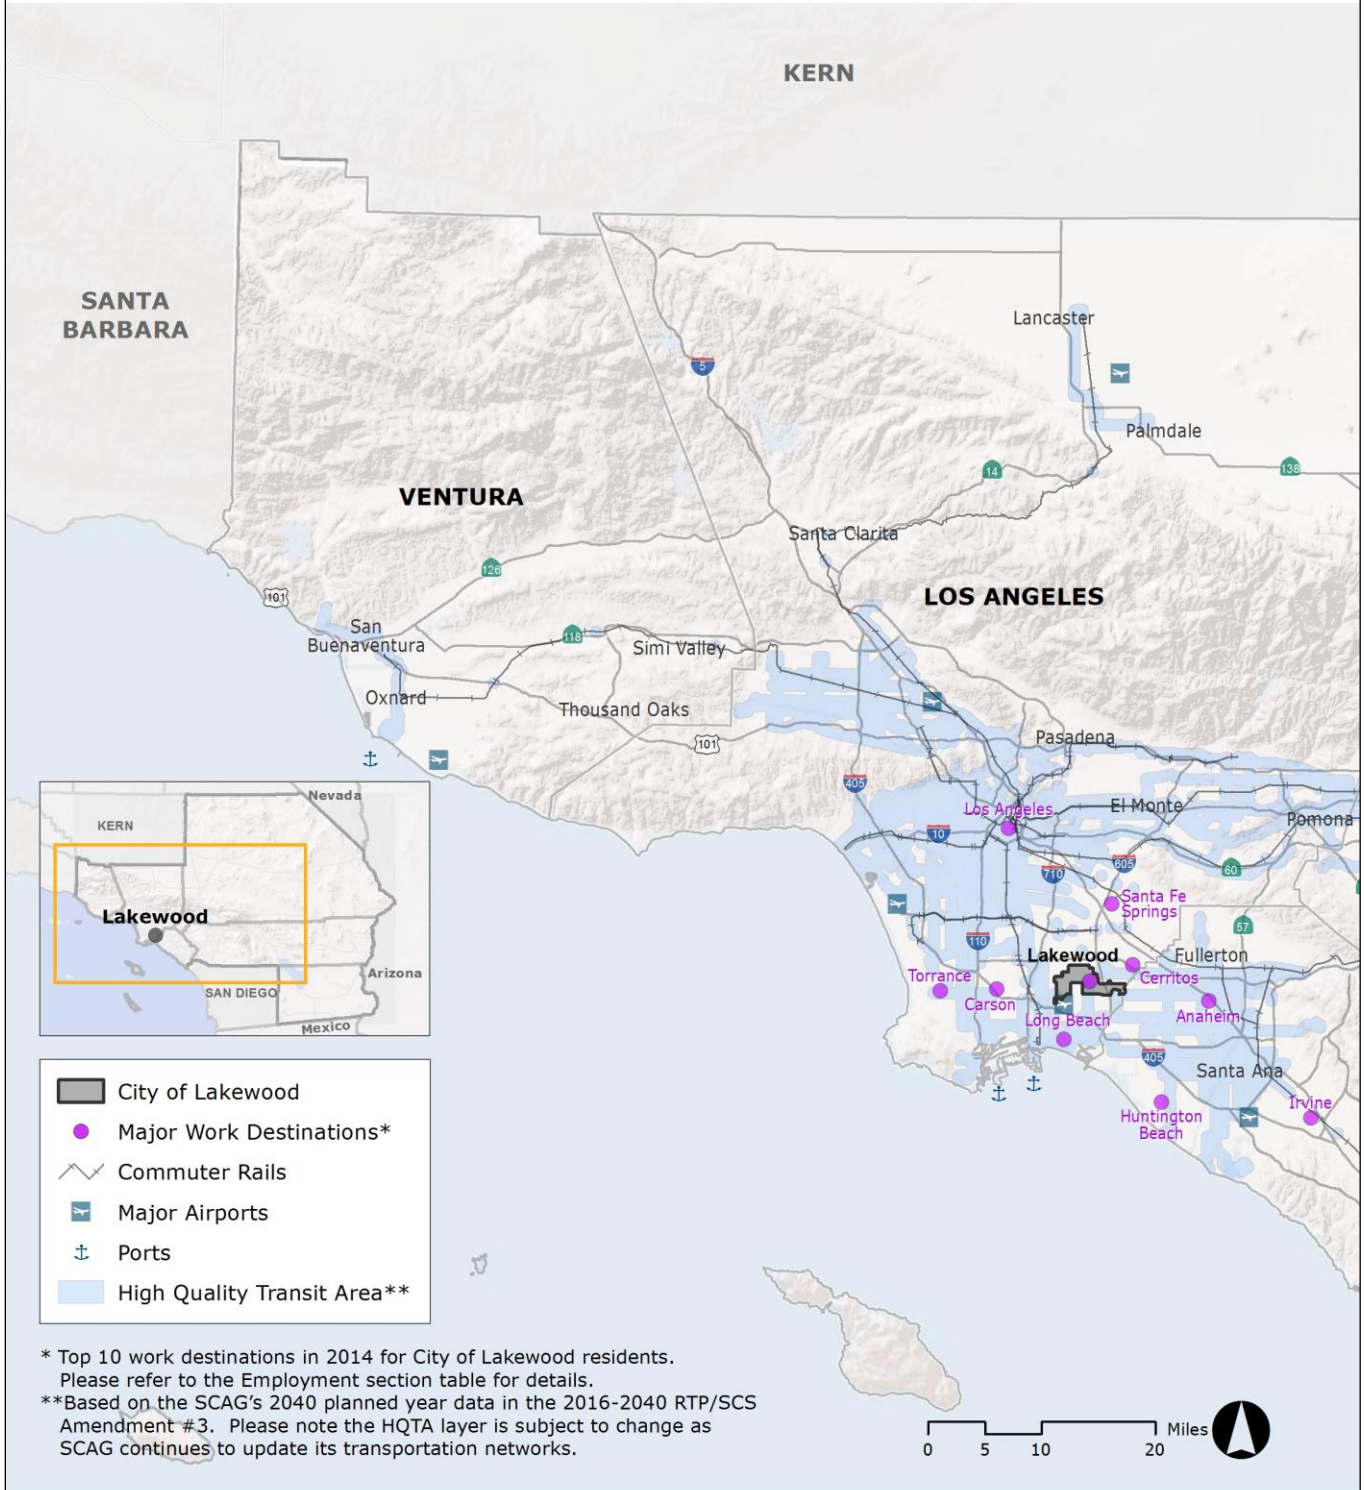 KERN
SANTA
BARBARA
Lancaster
5
Palmdale
14
138
VENTURA
Santa Clarita
126
LOS ANGELES
101
San
Buenaventura
118
Simi Valley
Oxnard
Thousand Oaks
101
Pasadena
405
Los Angeles
El Monte
Pomona
10
605
60
710
Santa Fe
Springs
57
110
Lakewood
Fullerton
Torrance
Cerritos
Carson
Anaheim
Long Beach
405
Santa Ana
Huntington
Beach
Irvine
Nevada
KERN
Lakewood
Arizona
SAN DIEGO
Mexico
City of Lakewood
Major Work Destinations*
Commuter Rails
Major Airports
Ports
High Quality Transit Area**
* Top 10 work destinations in 2014 for City of Lakewood residents.
Please refer to the Employment section table for details.
**Based on the SCAG’s 2040 planned year data in the 2016-2040 RTP/SCS
Amendment #3. Please note the HQTA layer is subject to change as
SCAG continues to update its transportation networks.
0 5 10 20 Miles